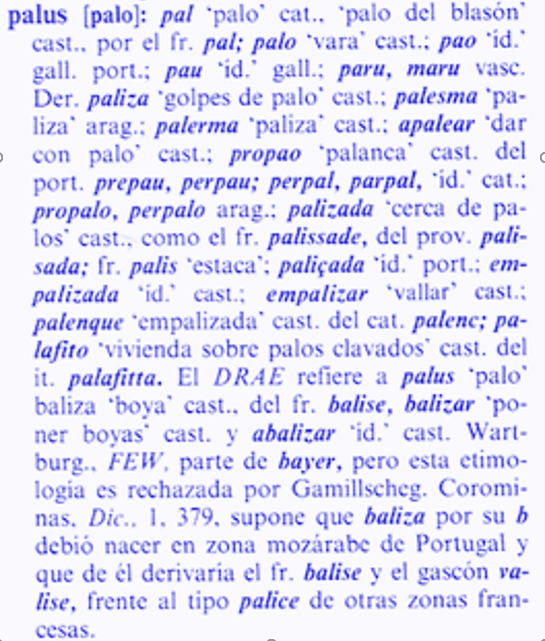 palus [palo]: pal ‘palo’ cat., ‘palo del blasón’
cast., por el fr. pal; palo ‘vara’ cast.; pao ‘id.’
gall. port.; pau ‘id.’ gall.; paru, maru vasc.
Der. paliza ‘golpes de palo’ cast.; palesma ‘pa-
liza’ arag.; palerma ‘paliza’ cast.; apalear ‘dar
con palo’ cast.; propao ‘palanca’ cast. del
port. prepau, perpau; perpal, parpal, ‘id.’ cat.;
propalo, perpalo arag.; palizada ‘cerca de pa-
los’ cast., como el fr. palissade, del prov. pali-
sada; fr. palis ‘estaca’; paliçada ‘id.’ port.; em-
palizada ‘id.’ cast.; empalizar ‘vallar’ cast.;
palenque ‘empalizada’ cast. del cat. palenc; pa-
lafito ‘vivienda sobre palos clavados’ cast. del
it. palafitta. El DRAE refiere a palus ‘palo’
baliza ‘boya’ cast., del fr. balise, balizar ‘po-
ner boyas’ cast. y abalizar ‘id.’ cast. Wart-
burg., FEW, parte de bayer, pero esta etimo-
logía es rechazada por Gamillscheg. Coromi-
nas, Dic., 1, 379, supone que baliza por su b
debió nacer en zona mozárabe de Portugal y
que de él derivaría el fr. balise y el gascón va-
lise, frente al tipo palice de otras zonas fran-
cesas.